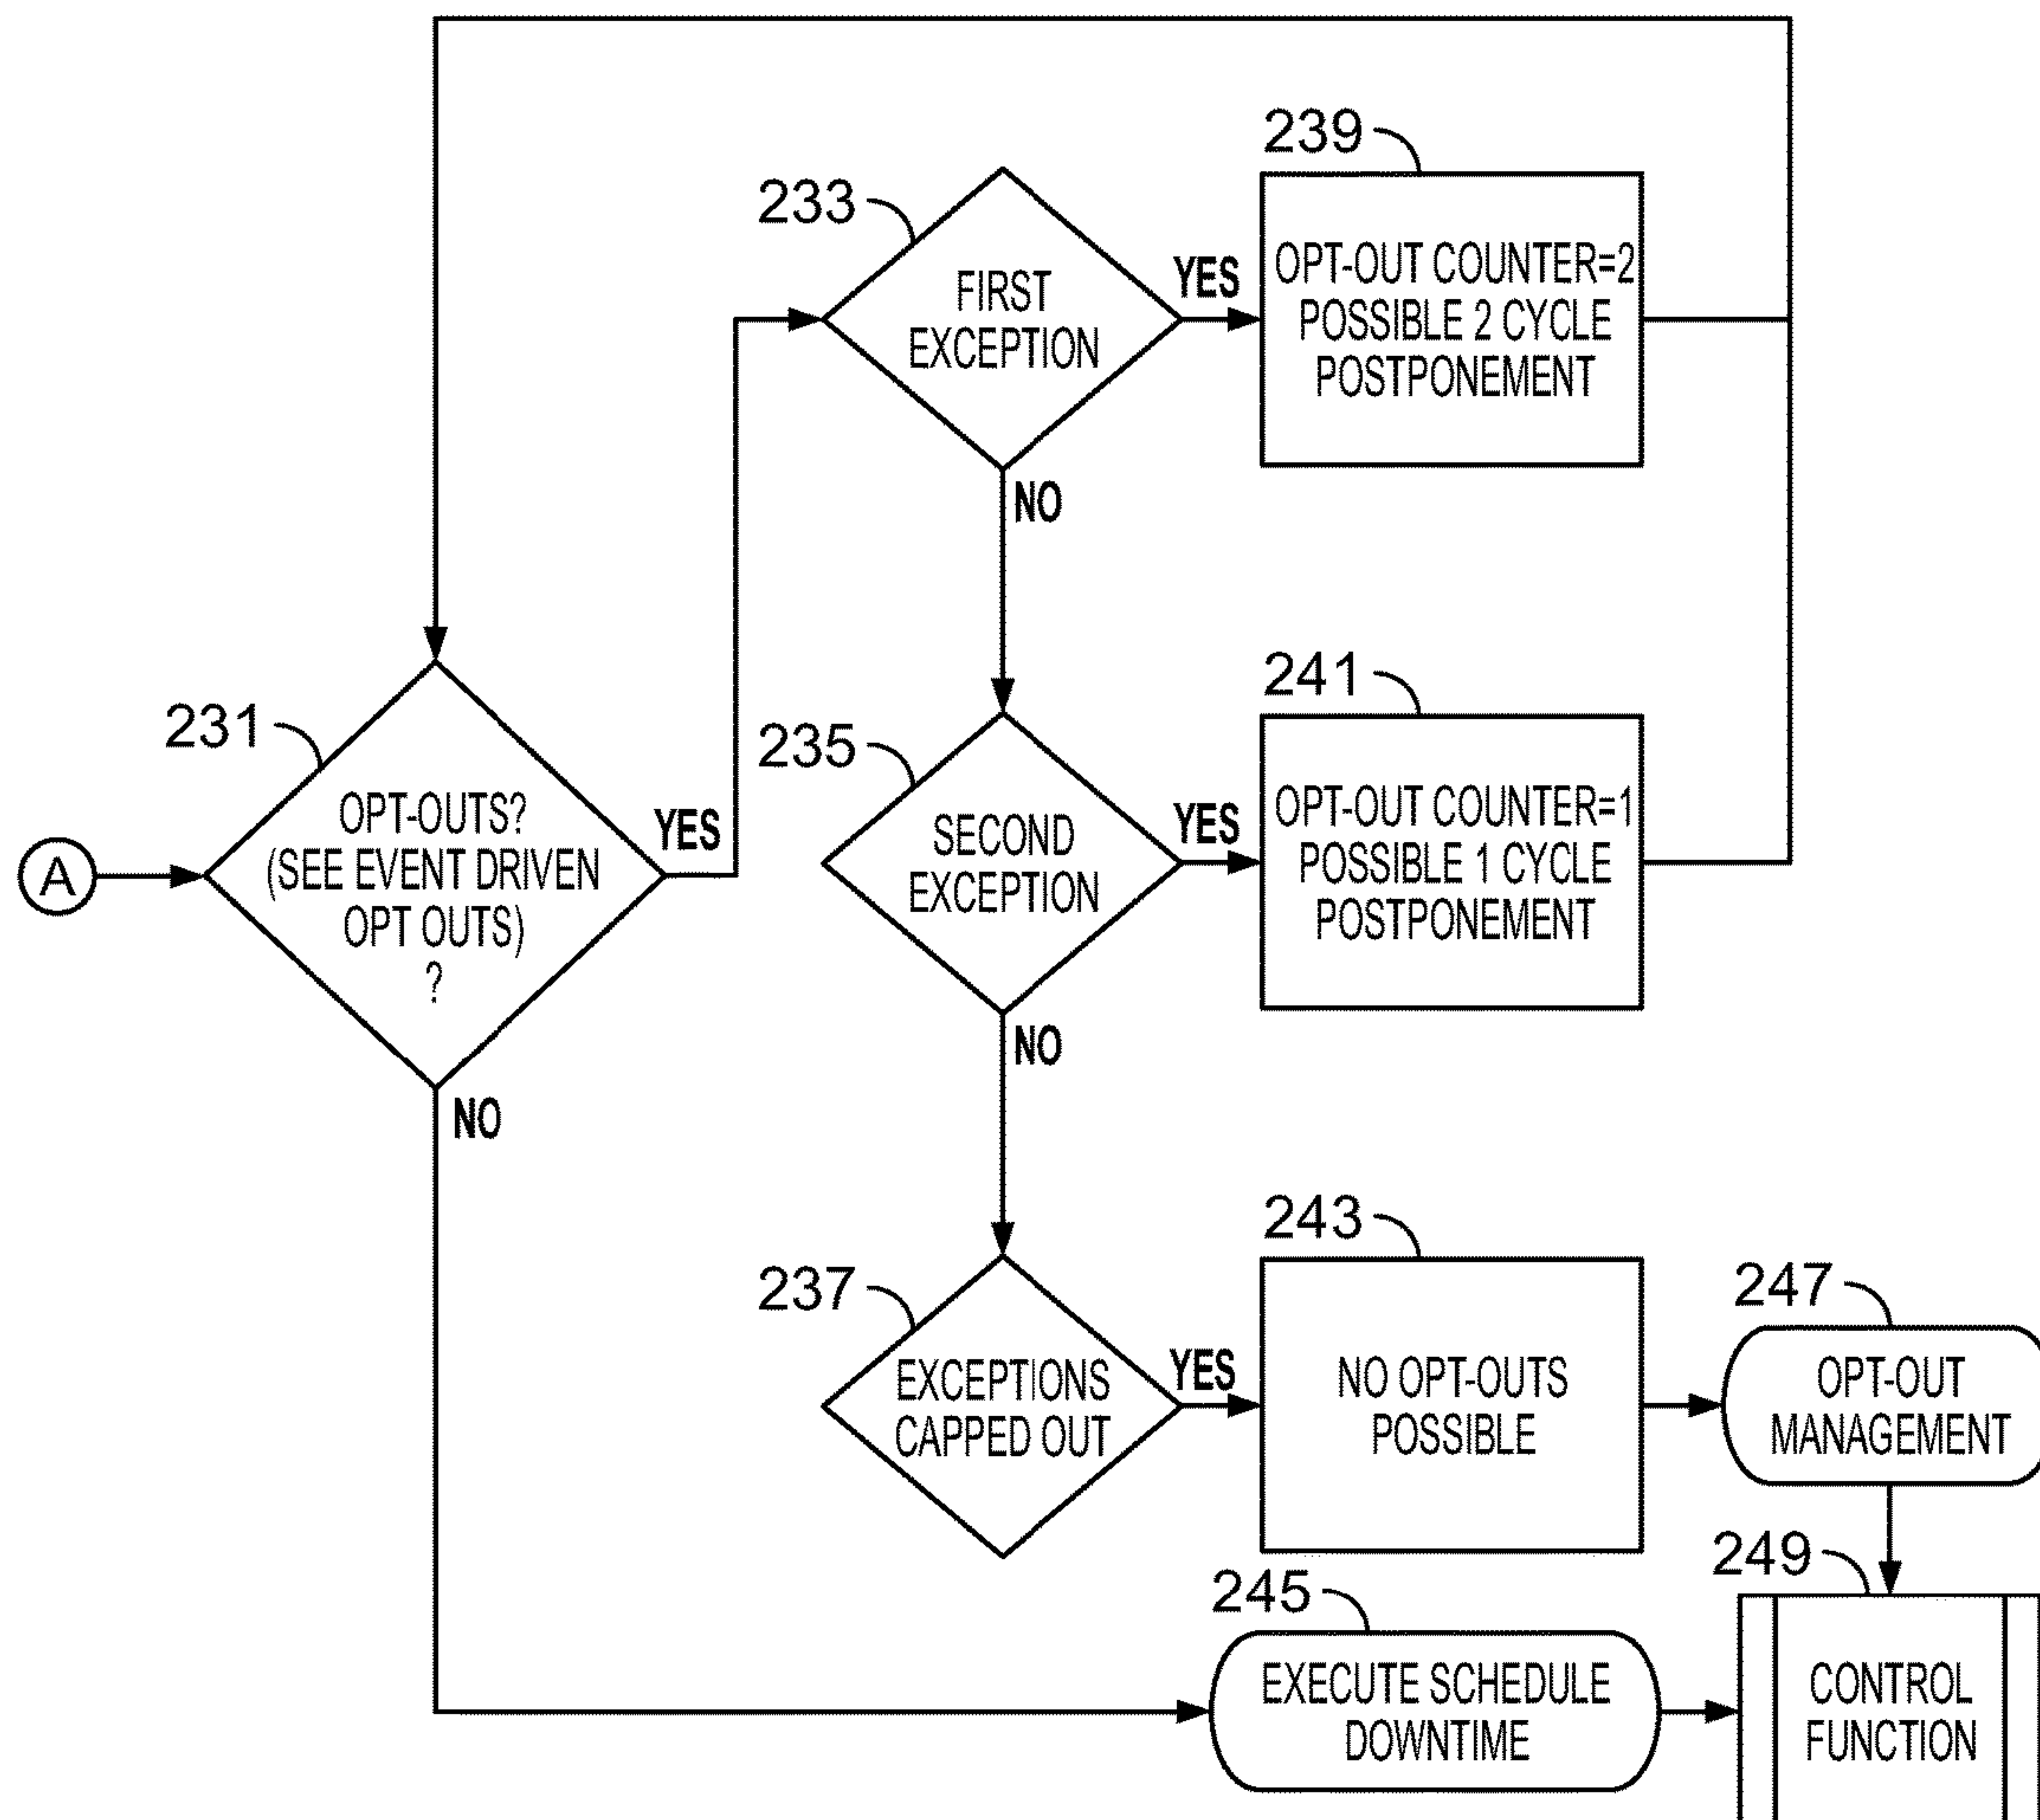 239
233
FIRST
EXCEPTION
YES
OPT-OUT COUNTER=2
POSSIBLE 2 CYCLE
POSTPONEMENT
NO
231
OPT-OUTS?
(SEE EVENT DRIVEN
OPT OUTS)
?
YES
A
NO
241
235
SECOND
EXCEPTION
YES
OPT-OUT COUNTER=1
POSSIBLE 1 CYCLE
POSTPONEMENT
NO
243
237
EXCEPTIONS
CAPPED OUT
YES
NO OPT-OUTS
POSSIBLE
247
OPT-OUT
MANAGEMENT
245
EXECUTE SCHEDULE
DOWNTIME
249
CONTROL
FUNCTION